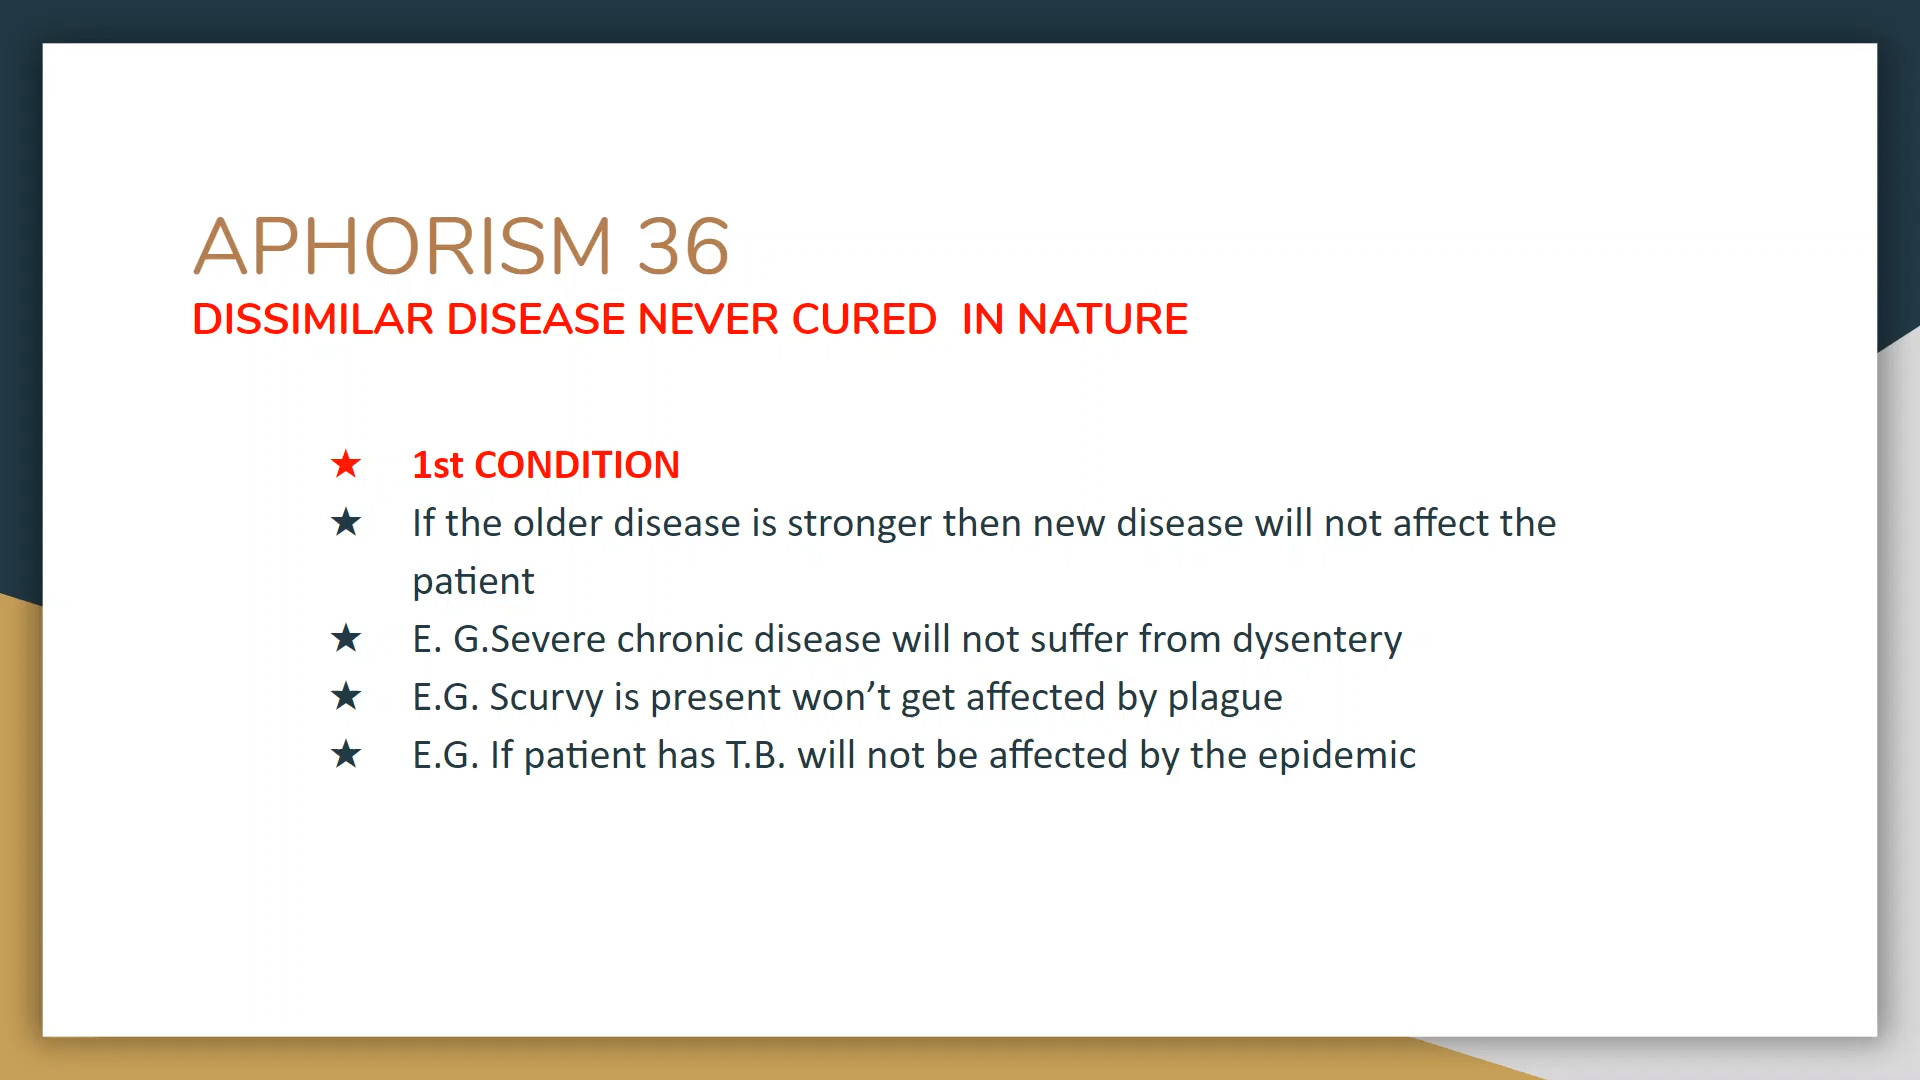 APHORISM 36
DISSIMILAR DISEASE NEVER CURED  IN NATURE
★ 1st CONDITION
★ If the older disease is stronger then new disease will not affect the
patient
★ E. G.Severe chronic disease will not suffer from dysentery
★ E.G. Scurvy is present won’t get affected by plague
★ E.G. If patient has T.B. will not be affected by the epidemic